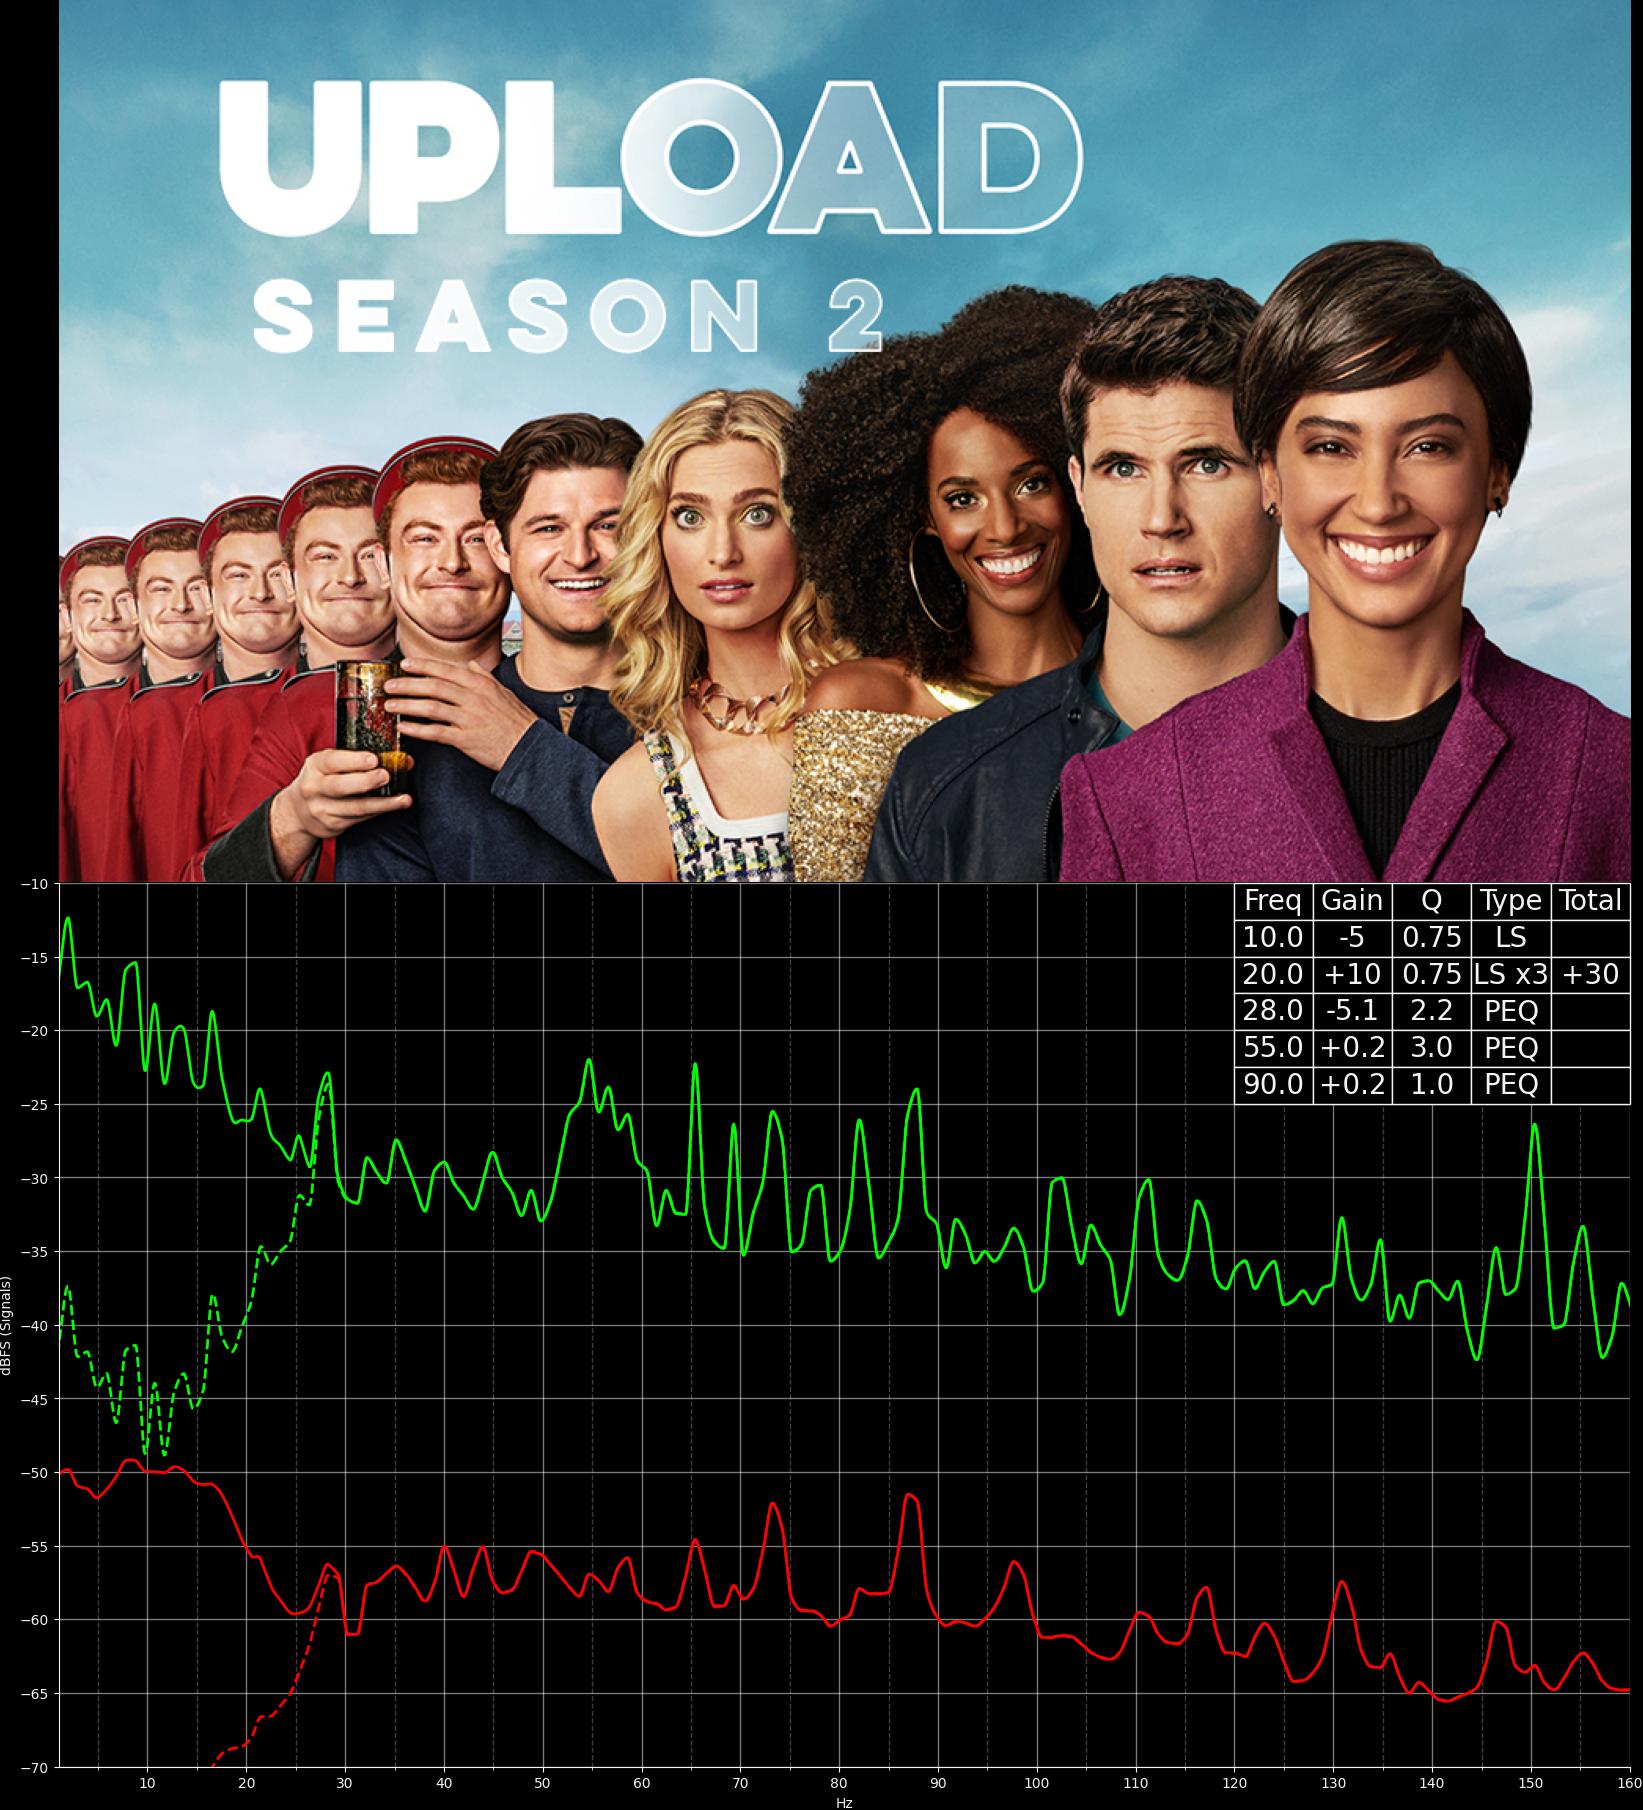 UPLOAD
SEASON 2
Freq Gain Q Type Total
10.0 -5 0.75 LS
20.0 +10 0.75 LS x3 +30
28.0 -5.1 2.2 PEQ
55.0 +0.2 3.0 PEQ
90.0 +0.2 1.0 PEQ
−10
−15
−20
−25
−30
−35
−40
−45
−50
−55
−60
−65
−70
dBFS (Signals)
10 20 30 40 50 60 70 80 90 100 110 120 130 140 150 160
Hz